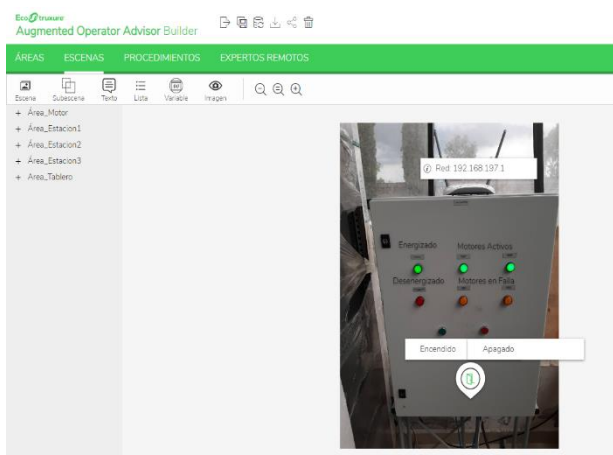 EcoStruxure
Augmented Operator Advisor Builder
ÁREAS ESCENAS PROCEDIMIENTOS EXPERTOS REMOTOS
Escena Subescena Texto Lista Variable Imagen
+ Área_Motor
+ Área_Estacion1
+ Área_Estacion2
+ Área_Estacion3
+ Area_Tablero
Red: 192.168.197.1
Energizado Motores Activos
Desenergizado Motores en Falla
Encendido Apagado